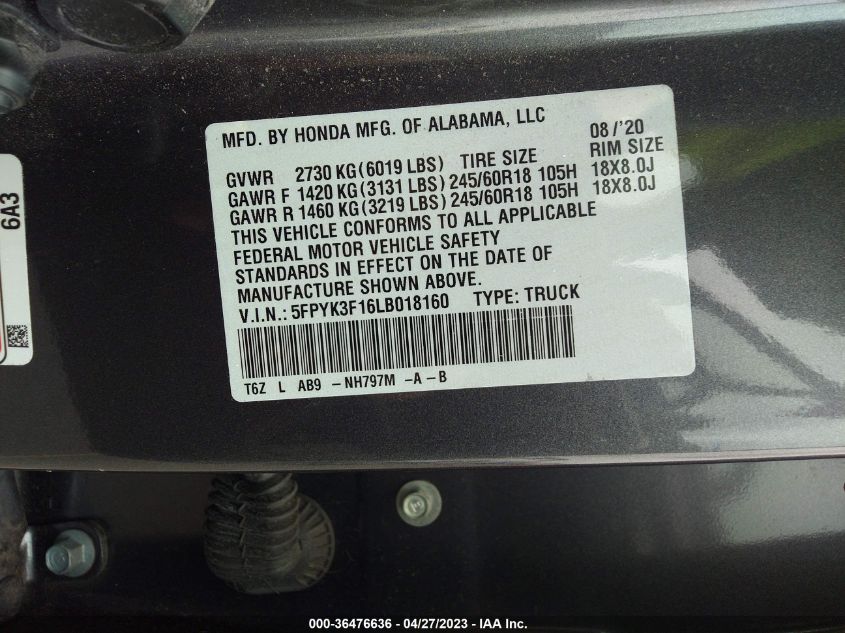 MFD. BY HONDA MFG. OF ALABAMA, LLC 08/'20
GVWR 2730 KG(6019 LBS) TIRE SIZE RIM SIZE
GAWR F 1420 KG(3131 LBS) 245/60R18 105H 18X8.0J
GAWR R 1460 KG(3219 LBS) 245/60R18 105H 18X8.0J
THIS VEHICLE CONFORMS TO ALL APPLICABLE
FEDERAL MOTOR VEHICLE SAFETY
STANDARDS IN EFFECT ON THE DATE OF
MANUFACTURE SHOWN ABOVE.
V.I.N.: 5FPYK3F16LB018160 TYPE: TRUCK
T6Z L AB9 -NH797M -A-B
6A3
000-36476636 - 04/27/2023 - IAA Inc.